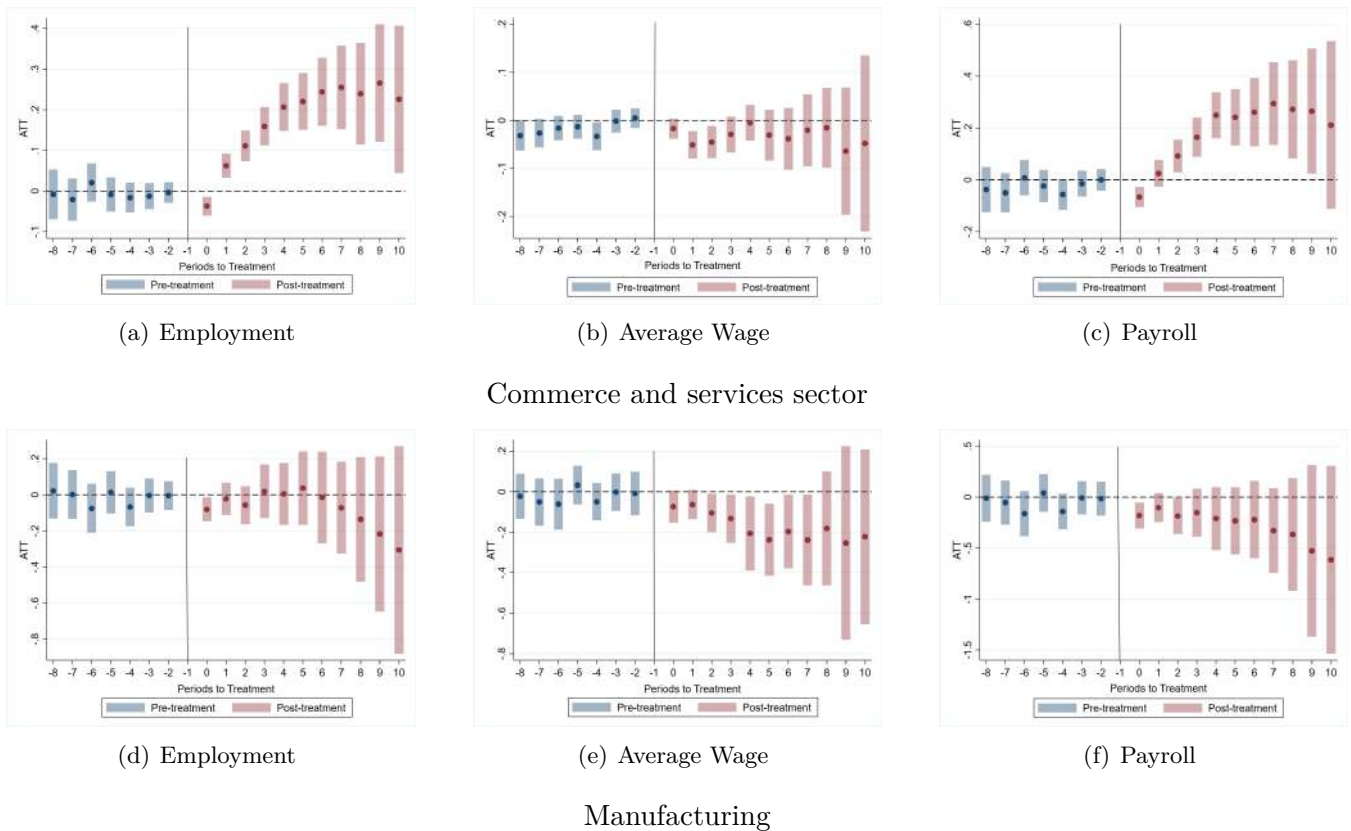 .4
.3
.2
.1
0
-.1
ATT
-8 -7 -6 -5 -4 -3 -2 -1 0 1 2 3 4 5 6 7 8 9 10
Periods to Treatment
Pre-treatment Post-treatment
.2
.1
0
-.1
-.2
ATT
-8 -7 -6 -5 -4 -3 -2 -1 0 1 2 3 4 5 6 7 8 9 10
Periods to Treatment
Pre-treatment Post-treatment
.6
.4
.2
0
-.2
ATT
-8 -7 -6 -5 -4 -3 -2 -1 0 1 2 3 4 5 6 7 8 9 10
Periods to Treatment
Pre-treatment Post-treatment
(a) Employment
(b) Average Wage
(c) Payroll
Commerce and services sector
.2
0
-.2
-.4
-.6
-.8
ATT
-8 -7 -6 -5 -4 -3 -2 -1 0 1 2 3 4 5 6 7 8 9 10
Periods to Treatment
Pre-treatment Post-treatment
.2
0
-.2
-.4
-.6
-.8
ATT
-8 -7 -6 -5 -4 -3 -2 -1 0 1 2 3 4 5 6 7 8 9 10
Periods to Treatment
Pre-treatment Post-treatment
.5
0
-.5
-1
-1.5
ATT
-8 -7 -6 -5 -4 -3 -2 -1 0 1 2 3 4 5 6 7 8 9 10
Periods to Treatment
Pre-treatment Post-treatment
(d) Employment
(e) Average Wage
(f) Payroll
Manufacturing